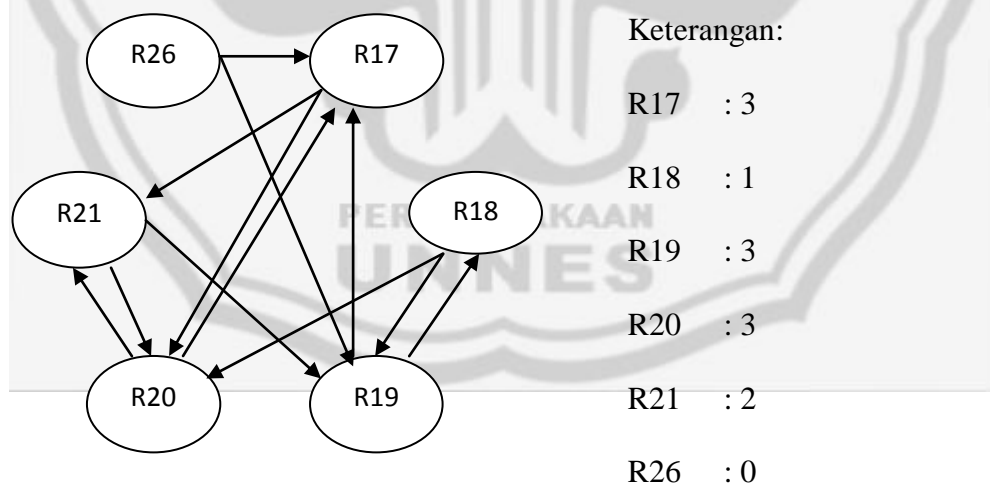 R26
R17
R21
R18
R20
R19
UNNES
Keterangan:
R17 : 3
R18 : 1
R19 : 3
R20 : 3
R21 : 2
R26 : 0